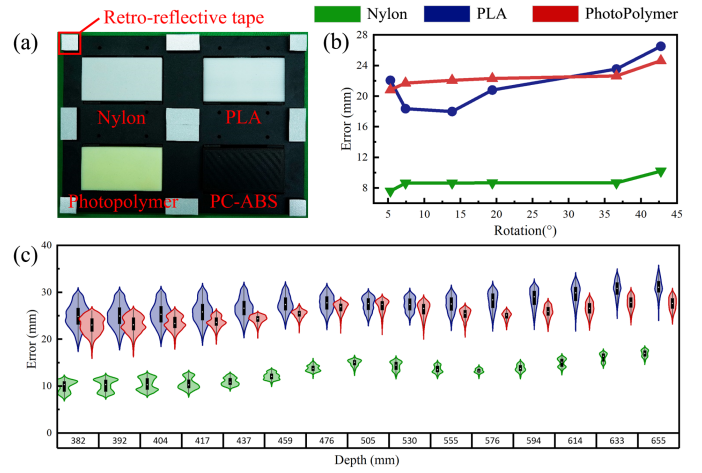 Retro-reflective tape
Nylon PLA PhotoPolymer
(a)
Nylon PLA
Photopolymer PC-ABS
(b)
Error (mm)
28
24
20
16
12
8
5 10 15 20 25 30 35 40 45
Rotation(°)
(c)
Error (mm)
40
30
20
10
0
382 392 404 417 437 459 476 505 530 555 576 594 614 633 655
Depth (mm)